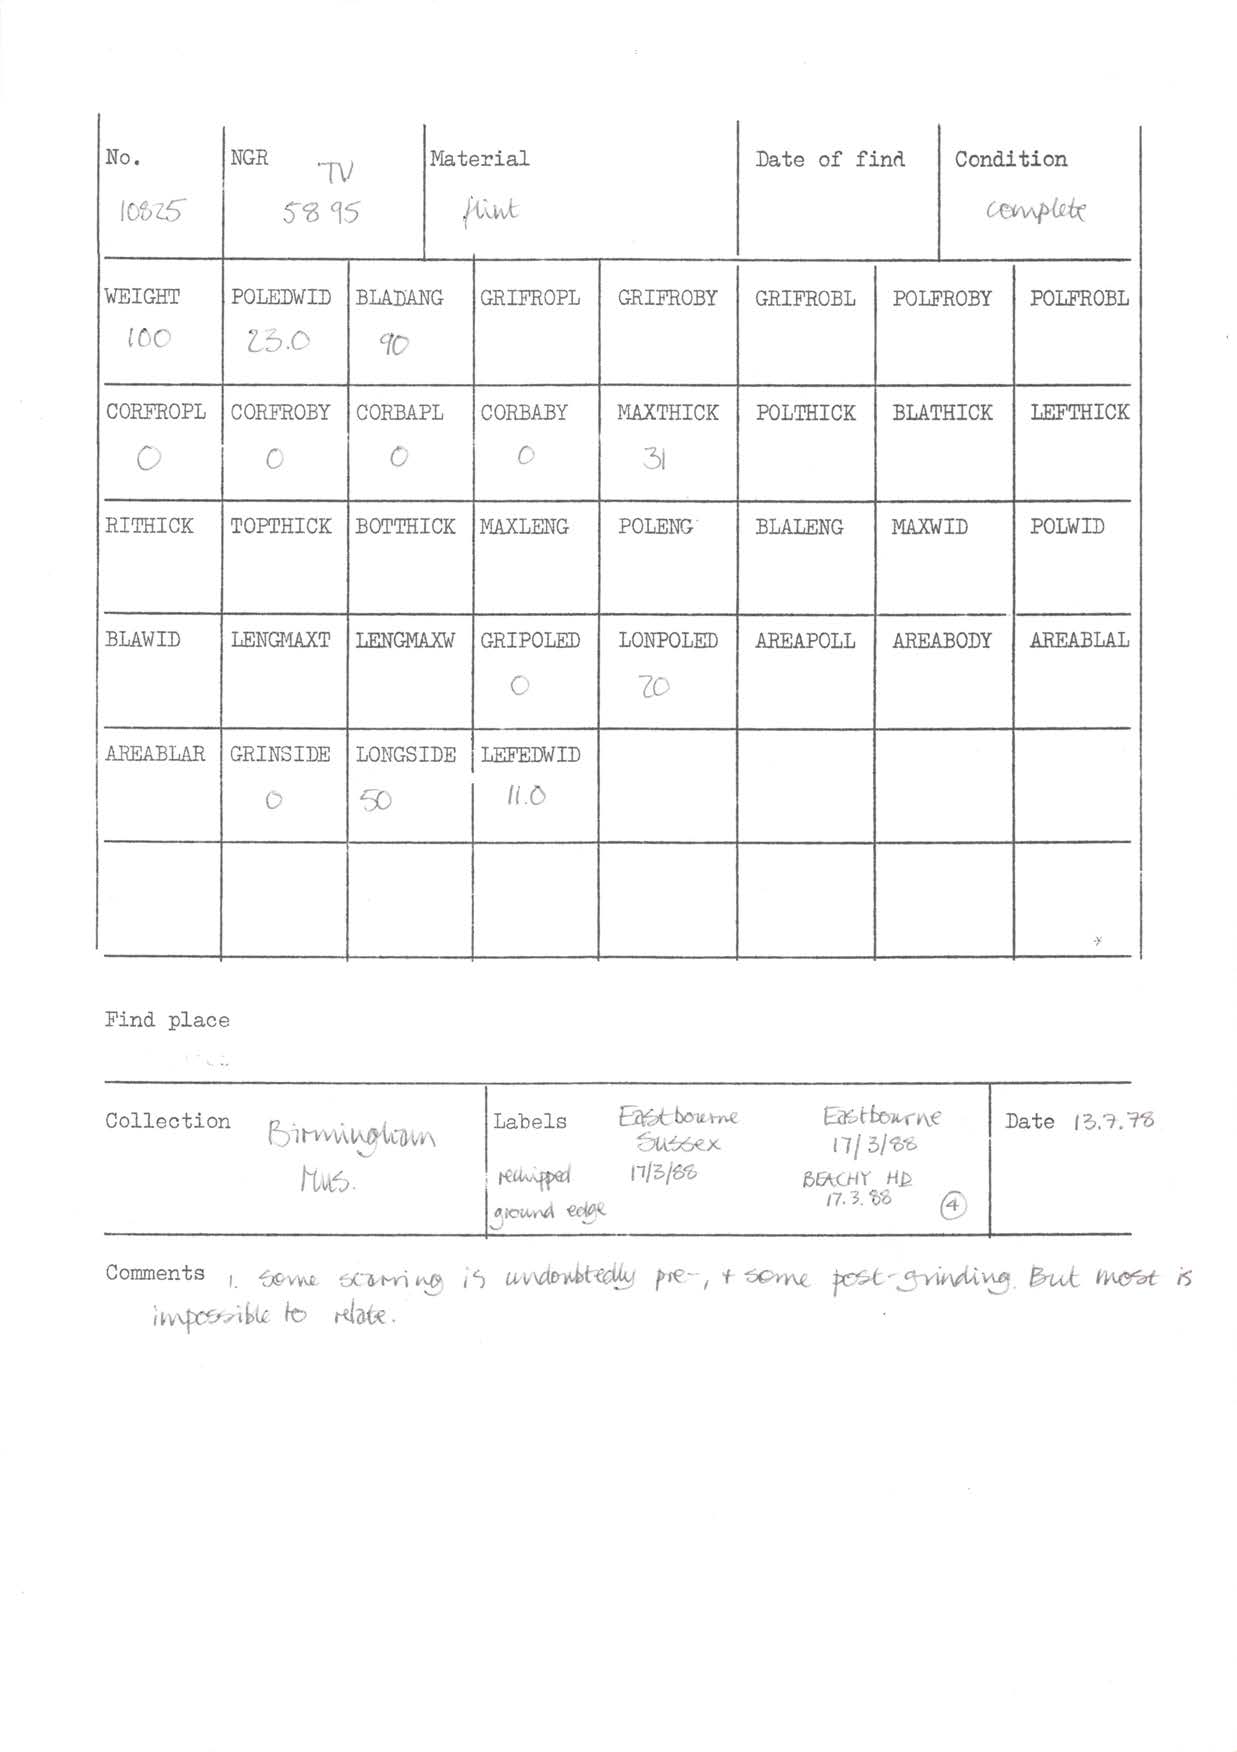 No. NGR TV Material Date of find Condition
10825 58 95 flint complete
WEIGHT POLEDWID BLADANG GRIFROPL GRIFROBY GRIFROBL POLFROBY POLFROBL
100 23.0 90
CORFROPL CORFROBY CORBAPL CORBABY MAXTHICK POLTHICK BLATHICK LEFTHICK
0 0 0 0 31
RITHICK TOPTHICK BOTTHICK MAXLENG POLENG BLALENG MAXWID POLWID
BLAWID LENGMAXT LENGMAXW GRIPOLED LONPOLED AREAPOLL AREABODY AREABLAL
0 20
AREABLAR GRINSIDE LONGSIDE LEFEDWID
0 50 11.0
Find place
Collection Birmingham Mus.
Labels Eastbourne Eastbourne
Sussex 17/3/88
rechipped 17/3/88 BEACHY HD
ground edge 17.3.88 4
Date 13.7.78
Comments 1. some scarring is undoubtedly pre-, + some post-grinding. But most is
impossible to relate.